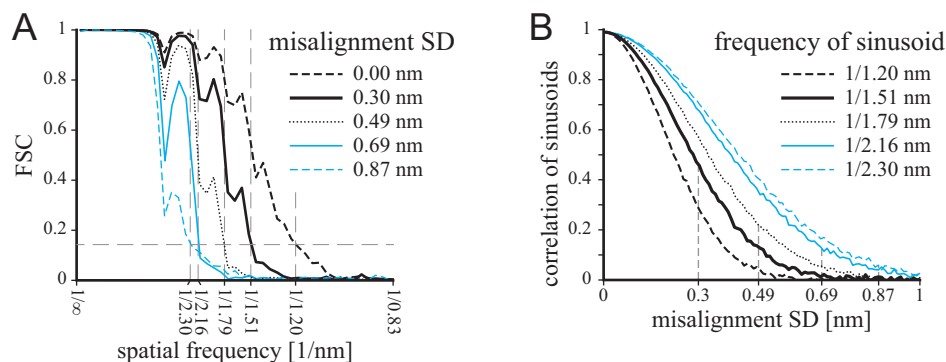 A
misalignment SD
0.00 nm
0.30 nm
0.49 nm
0.69 nm
0.87 nm
FSC
1
0.8
0.6
0.4
0.2
0
1/∞
1/2.30
1/2.16
1/1.79
1/1.51
1/1.20
1/0.83
spatial frequency [1/nm]
B
frequency of sinusoid
1/1.20
1/1.51
1/1.79
1/2.16
1/2.30
correlation of sinusoids
1
0.8
0.6
0.4
0.2
0
0
0.3
0.49
0.69
0.87
1
misalignment SD [nm]